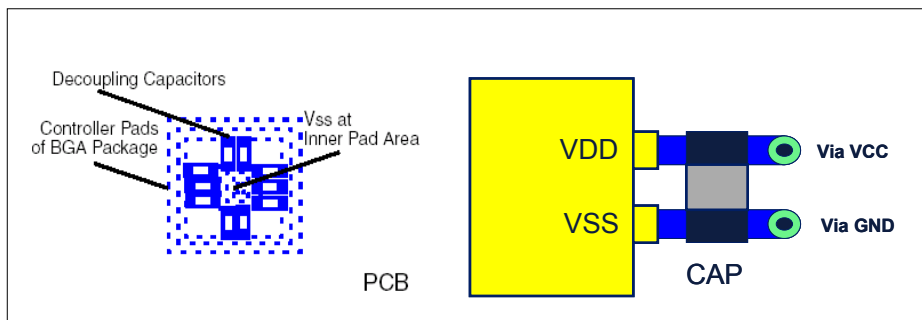 Decoupling Capacitors
Controller Pads
of BGA Package
Vss at
Inner Pad Area
PCB
VDD
VSS
Via VCC
Via GND
CAP